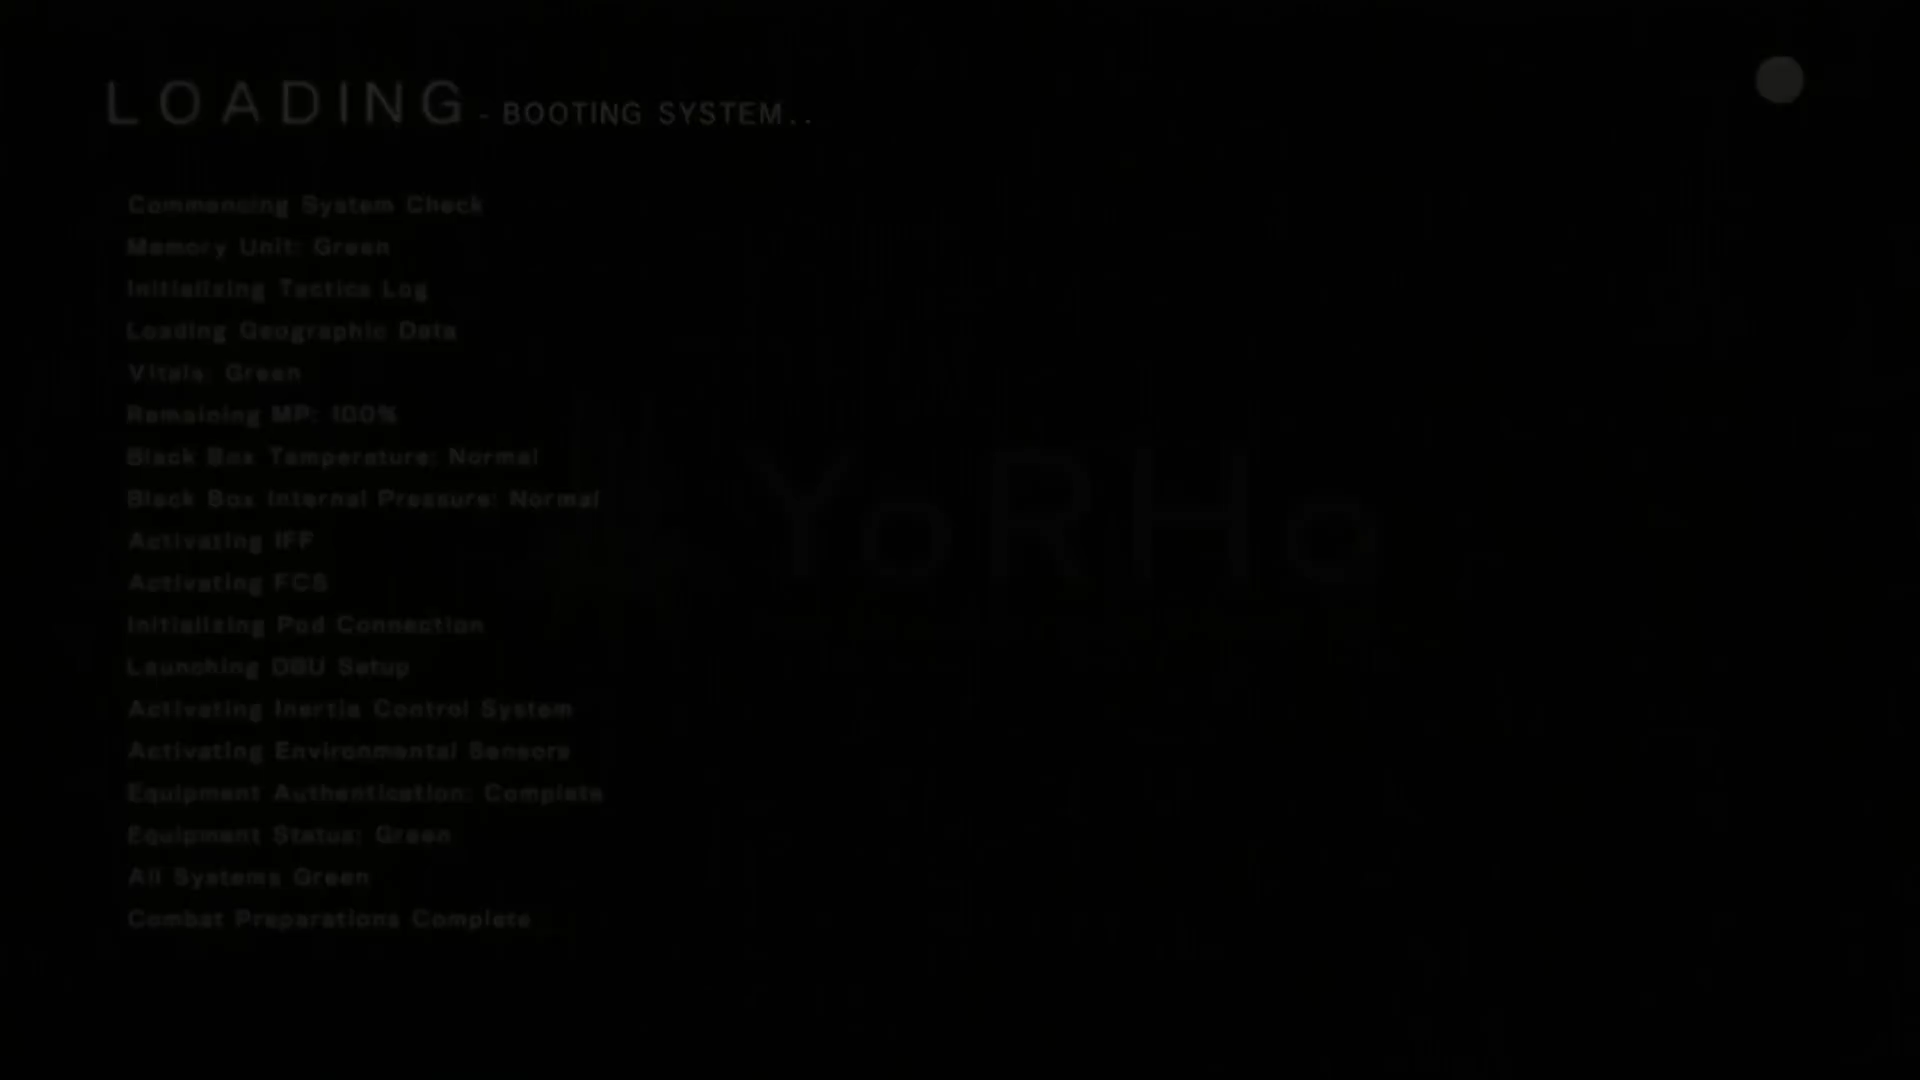 LOADING - BOOTING SYSTEM..
Commencing System Check
Memory Unit: Green
Initializing Tactics Log
Loading Geographic Data
Vitals: Green
Remaining MP: 100%
Black Box Temperature: Normal
Black Box Internal Pressure: Normal
Activating IFF
Activating FCS
Initializing Pod Connection
Launching DBU Setup
Activating Inertia Control System
Activating Environmental Sensors
Equipment Authentication: Complete
Equipment Status: Green
All Systems Green
Combat Preparations Complete
YoRHa